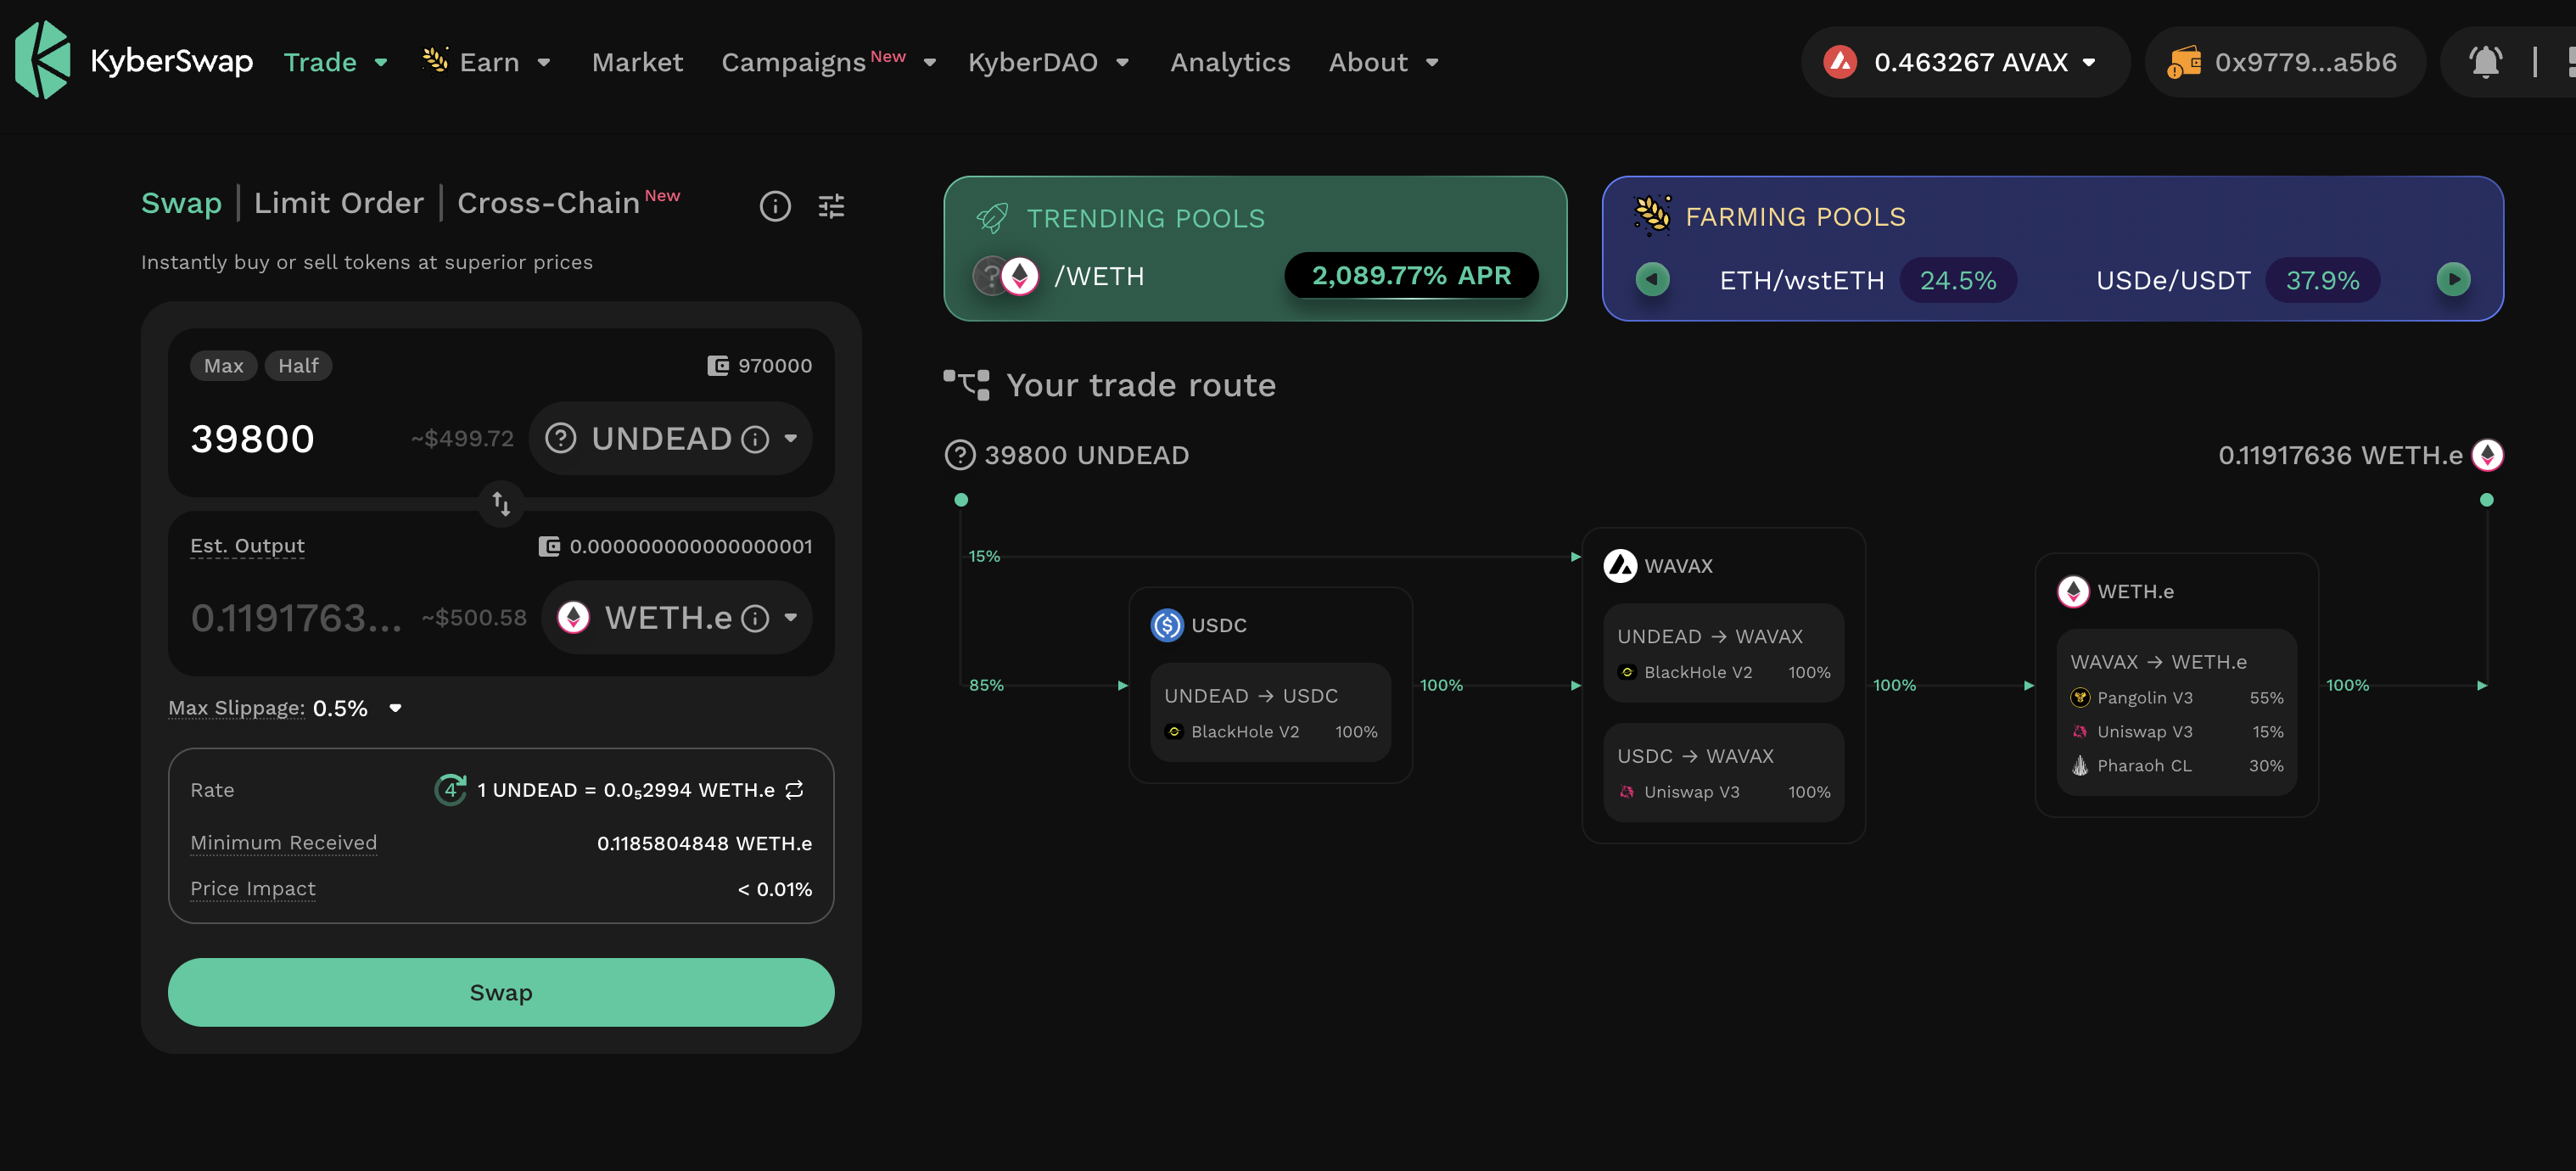 KyberSwap Trade Earn Market Campaigns New KyberDAO Analytics About 0.463267 AVAX 0x9779...a5b6
Swap | Limit Order | Cross-Chain New
Instantly buy or sell tokens at superior prices
Max Half 970000
39800 ~$499.72 UNDEAD
Est. Output 0.000000000000000001
0.1191763... ~$500.58 WETH.e
Max Slippage: 0.5%
Rate 4 1 UNDEAD = 0.0₅2994 WETH.e
Minimum Received 0.1185804848 WETH.e
Price Impact < 0.01%
Swap
TRENDING POOLS
/WETH 2,089.77% APR
FARMING POOLS
ETH/wstETH 24.5% USDe/USDT 37.9%
Your trade route
39800 UNDEAD 0.11917636 WETH.e
15%
85%
USDC
UNDEAD → USDC
BlackHole V2 100%
100%
WAVAX
UNDEAD → WAVAX
BlackHole V2 100%
USDC → WAVAX
Uniswap V3 100%
100%
WETH.e
WAVAX → WETH.e
Pangolin V3 55%
Uniswap V3 15%
Pharaoh CL 30%
100%